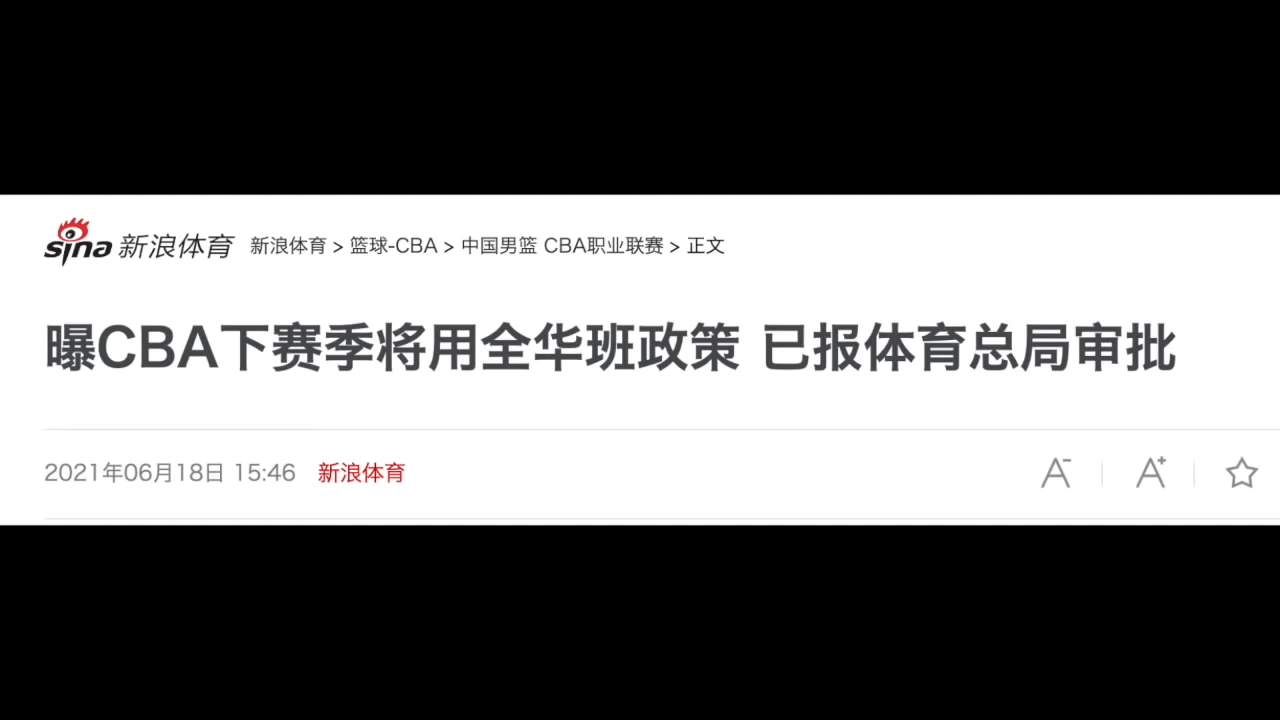 sina 新浪体育 新浪体育 > 篮球-CBA > 中国男篮 CBA职业联赛 > 正文
曝CBA下赛季将用全华班政策 已报体育总局审批
2021年06月18日 15:46 新浪体育 A- A+